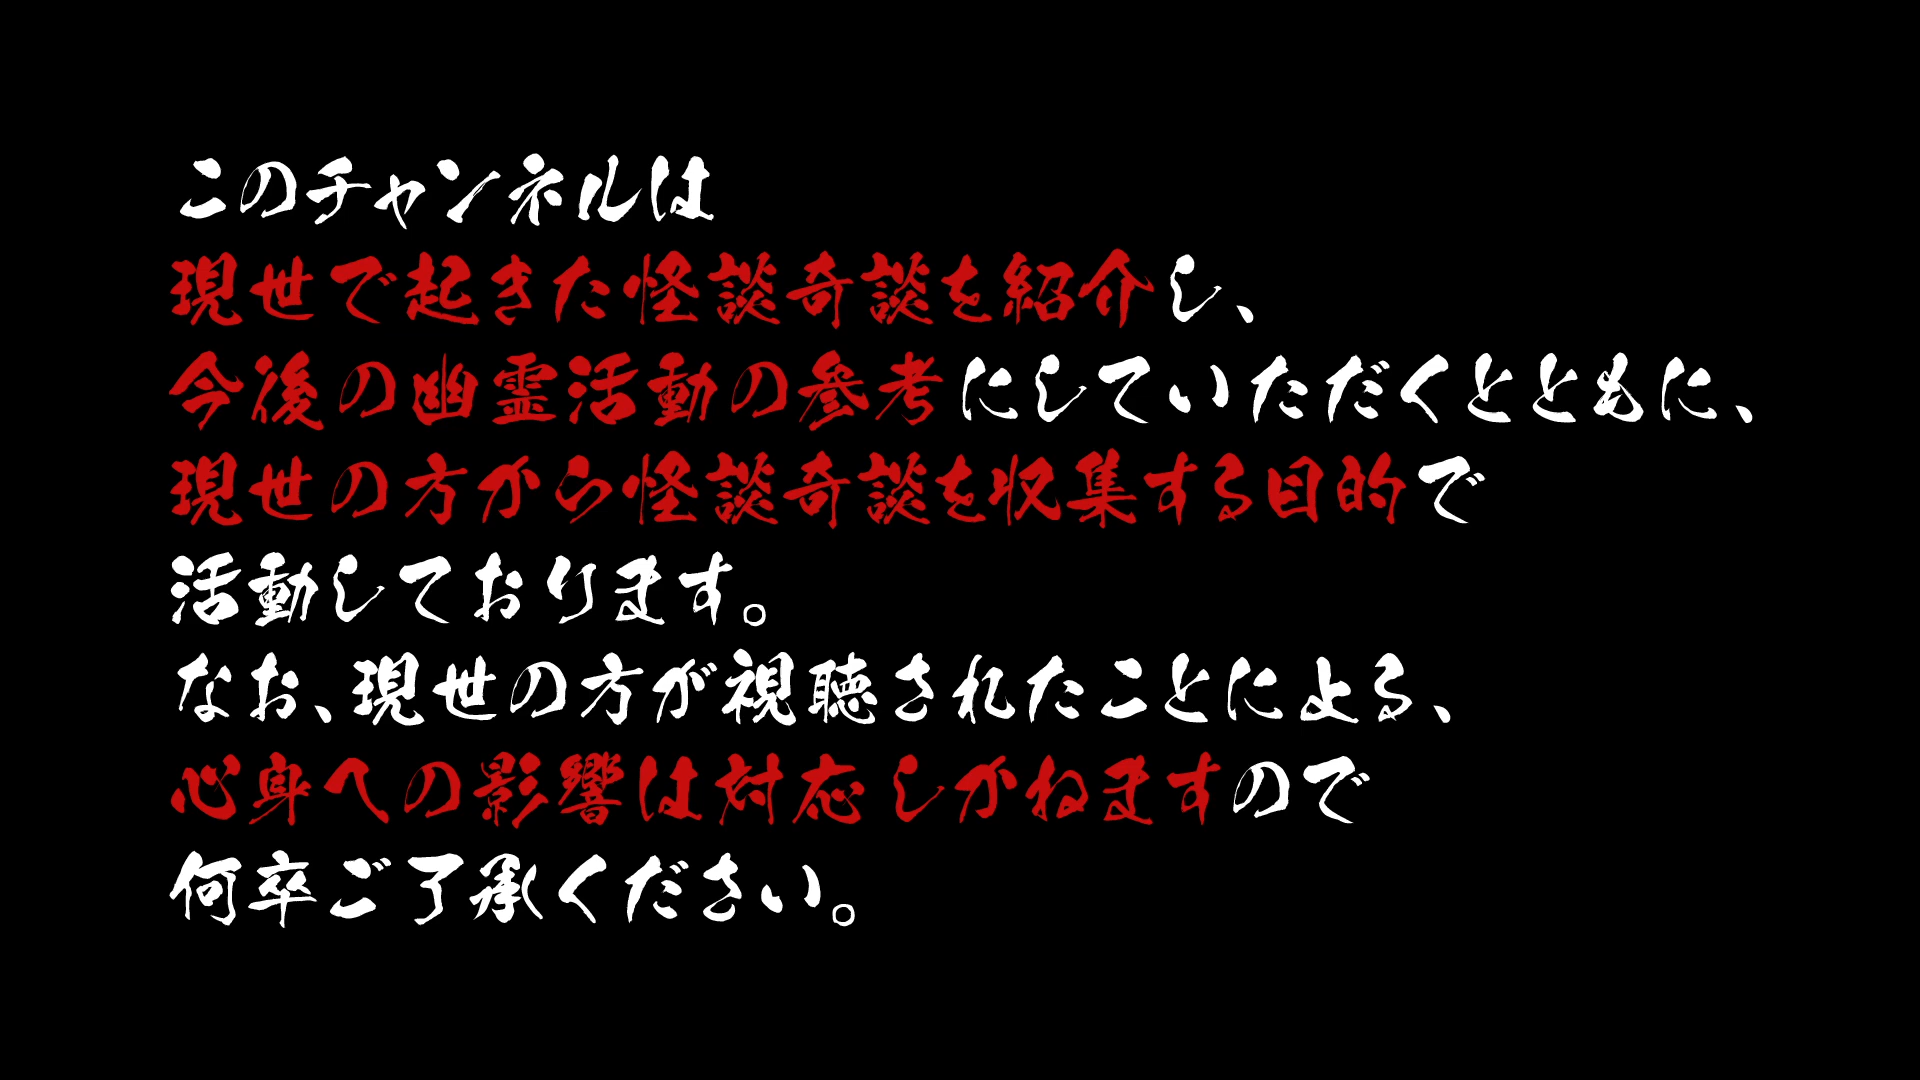 このチャンネルは
現世で起きた怪談奇談を紹介し、
今後の幽霊活動の参考にしていただくとともに、
現世の方から怪談奇談を収集する目的で
活動しております。
なお、現世の方が視聴されたことによる、
心身への影響は対応しかねますので
何卒ご了承ください。